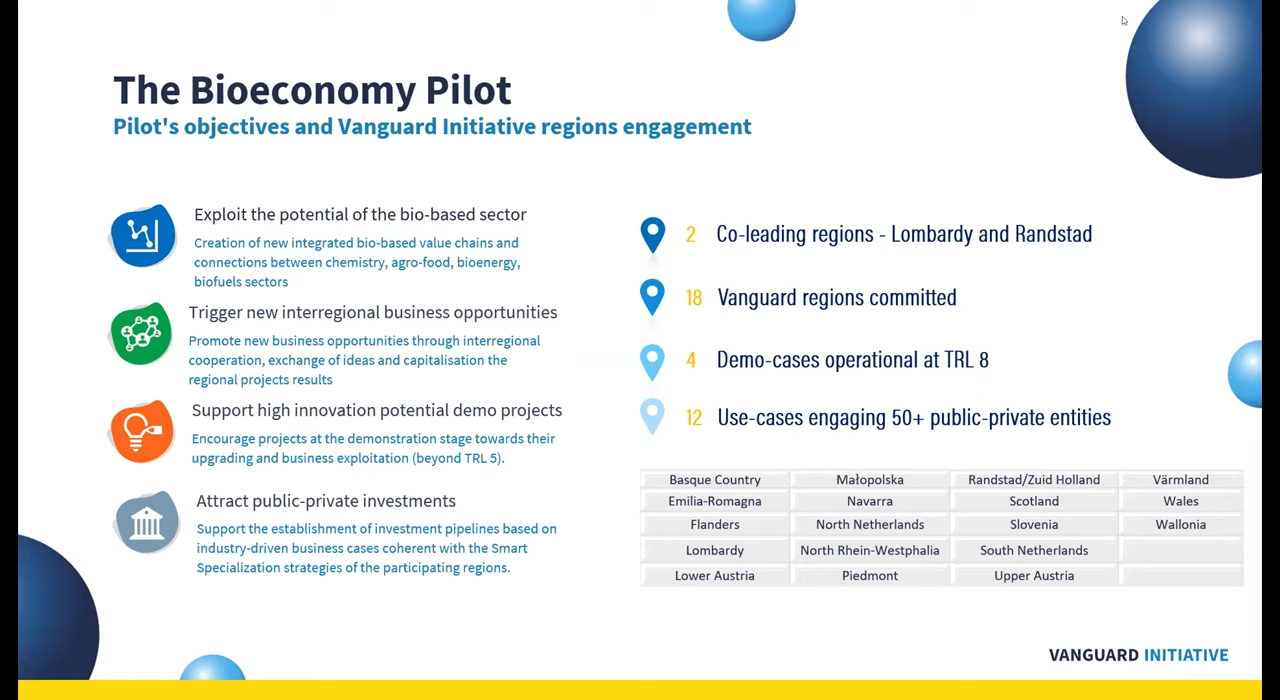 The Bioeconomy Pilot
Pilot's objectives and Vanguard Initiative regions engagement
Exploit the potential of the bio-based sector
Creation of new integrated bio-based value chains and
connections between chemistry, agro-food, bioenergy,
biofuels sectors
Trigger new interregional business opportunities
Promote new business opportunities through interregional
cooperation, exchange of ideas and capitalisation the
regional projects results
Support high innovation potential demo projects
Encourage projects at the demonstration stage towards their
upgrading and business exploitation (beyond TRL 5).
Attract public-private investments
Support the establishment of investment pipelines based on
industry-driven business cases coherent with the Smart
Specialization strategies of the participating regions.
2 Co-leading regions - Lombardy and Randstad
18 Vanguard regions committed
4 Demo-cases operational at TRL 8
12 Use-cases engaging 50+ public-private entities
Basque Country Małopolska Randstad/Zuid Holland Värmland
Emilia-Romagna Navarra Scotland Wales
Flanders North Netherlands Slovenia Wallonia
Lombardy North Rhein-Westphalia South Netherlands
Lower Austria Piedmont Upper Austria
VANGUARD INITIATIVE